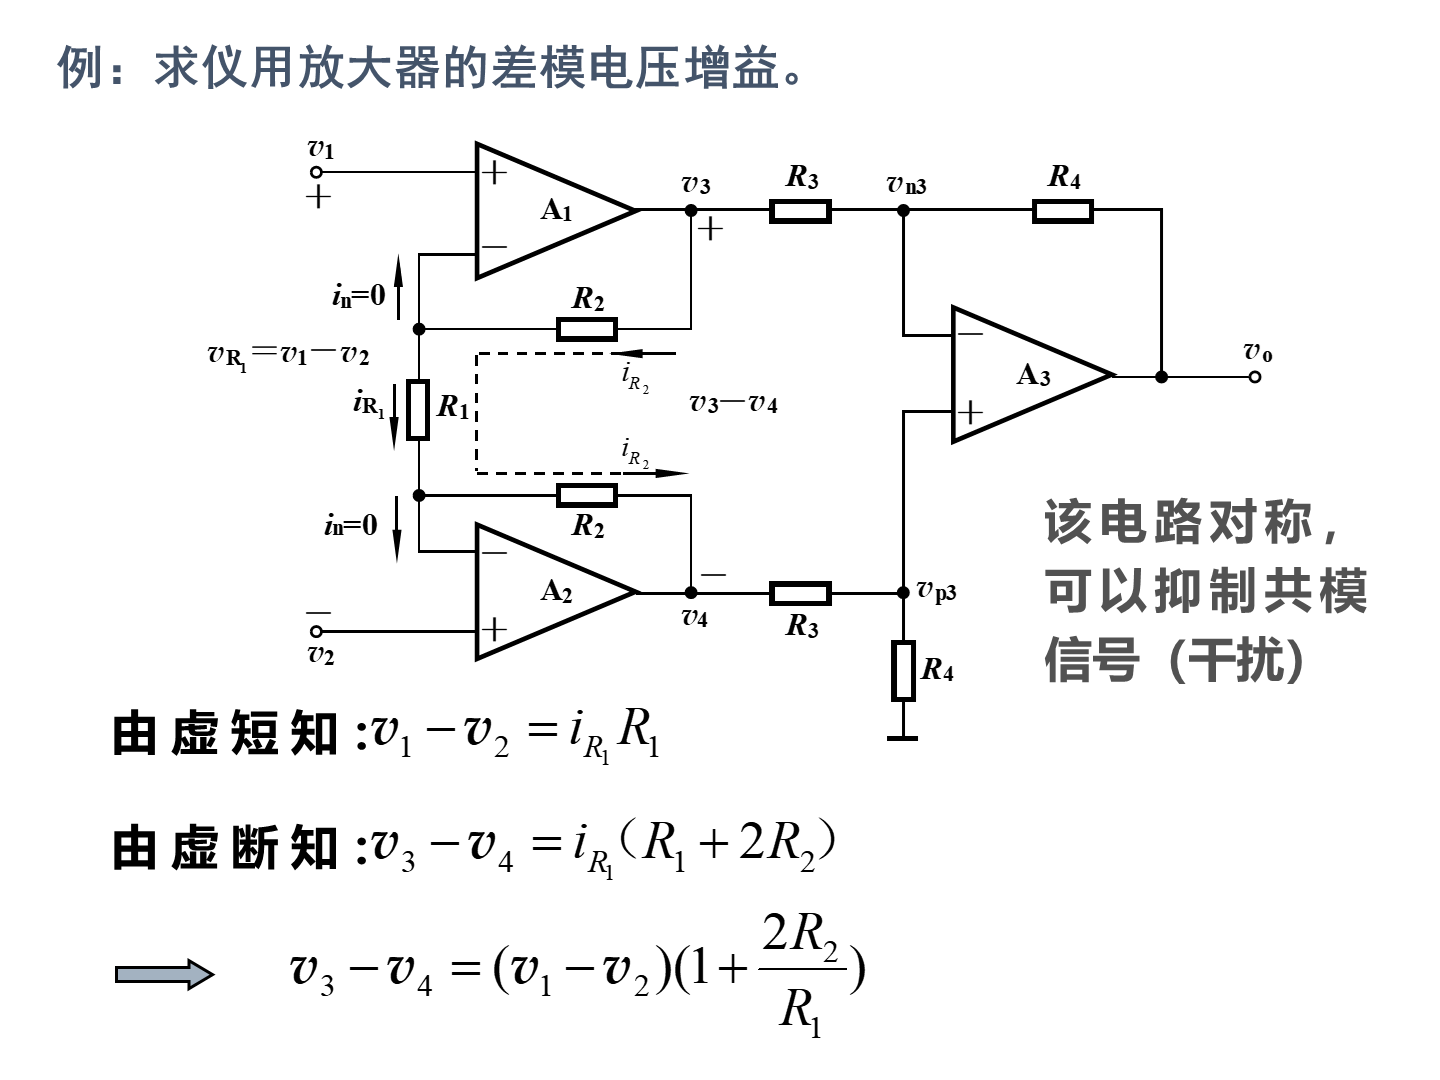 例：求仪用放大器的差模电压增益。
v1
+
+
−
A1
v3
+
R3
vn3
R4
in=0
R2
vR1＝v1－v2
iR1
R1
iR2
v3－v4
iR2
−
+
A3
vo
in=0
R2
−
+
A2
−
v2
−
v4
R3
vp3
R4
该电路对称，
可以抑制共模
信号（干扰）
由虚短知:v1 − v2 = iR1R1
由虚断知:v3 − v4 = iR1（R1 + 2R2）
v3 − v4 = (v1 − v2)(1 + 2R2/R1)